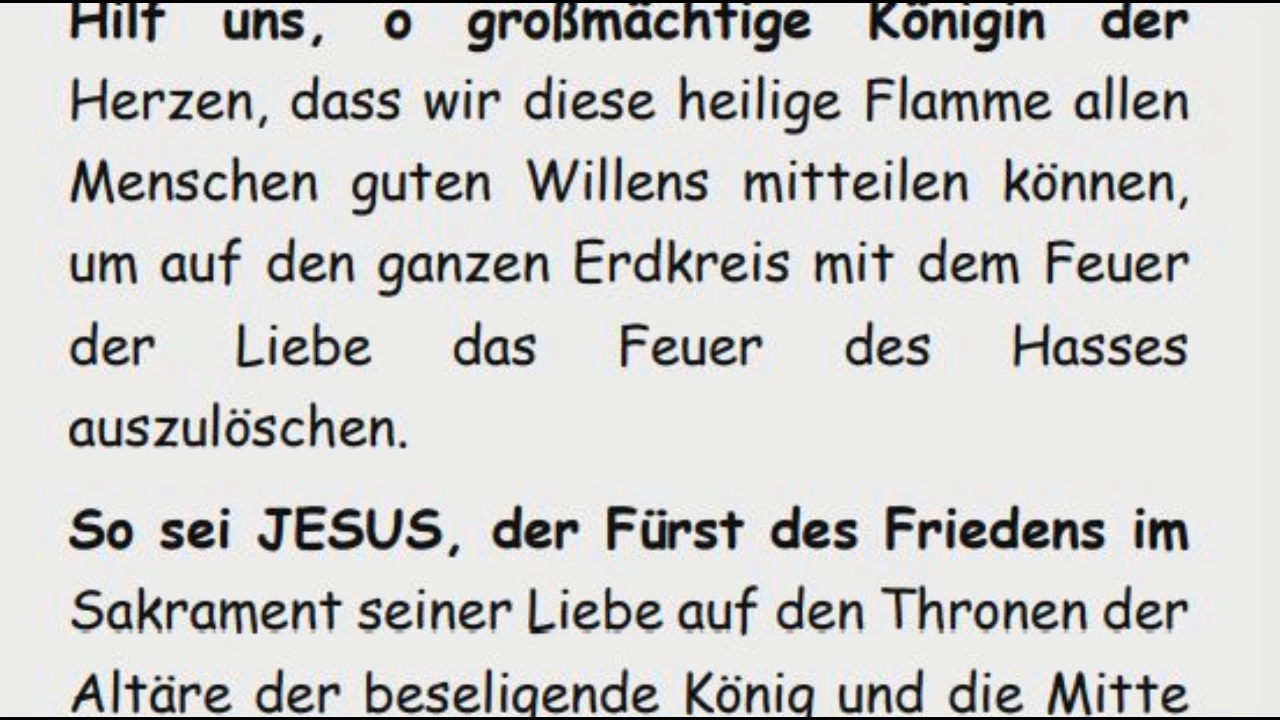 Hilf uns, o großmächtige Königin der
Herzen, dass wir diese heilige Flamme allen
Menschen guten Willens mitteilen können,
um auf den ganzen Erdkreis mit dem Feuer
der Liebe das Feuer des Hasses
auszulöschen.
So sei JESUS, der Fürst des Friedens im
Sakrament seiner Liebe auf den Thronen der
Altäre der beseligende König und die Mitte